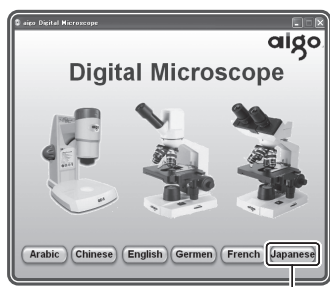 aigo Digital Microscope
aigo
Digital Microscope
Arabic Chinese English Germen French Japanese